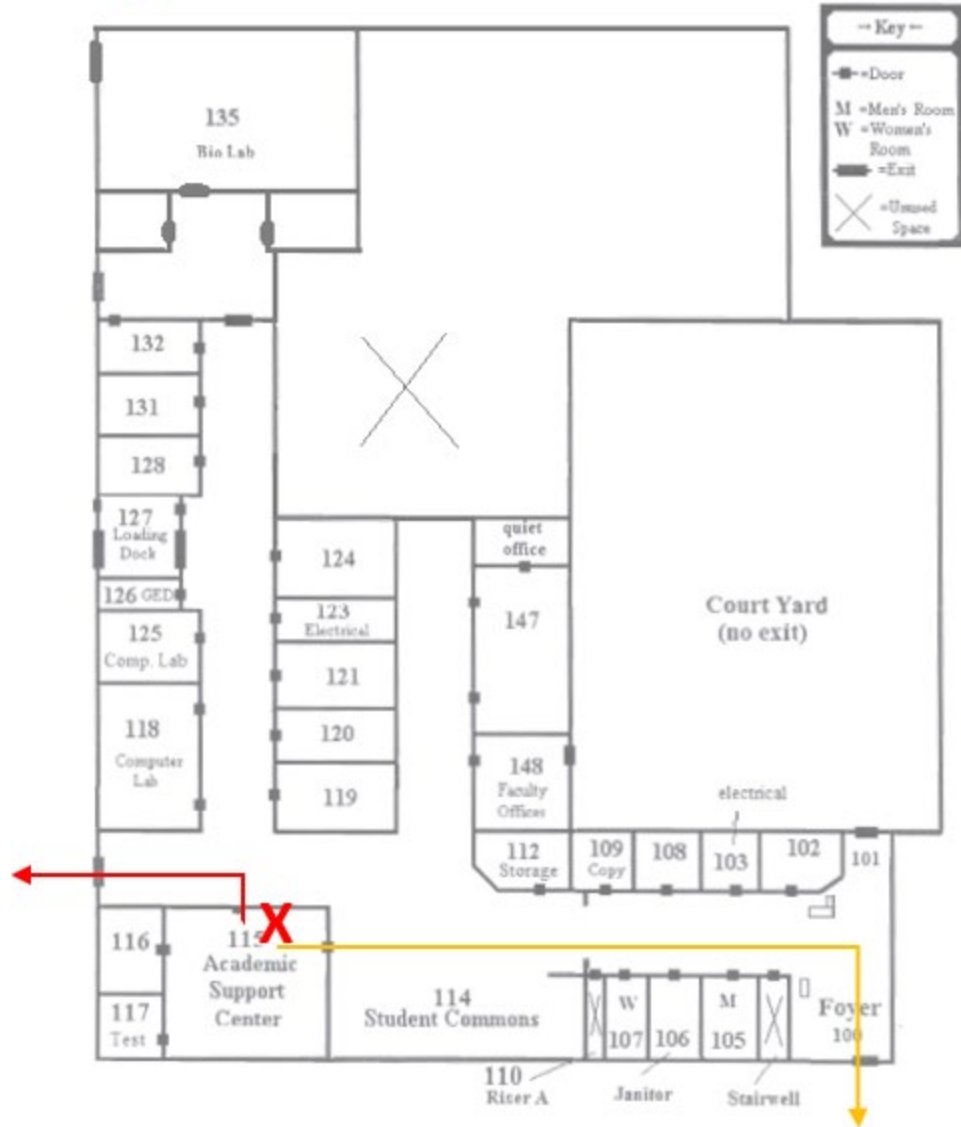 → Key ←
=Door
M =Men's Room
W =Women's
Room
=Exit
=Unused
Space
135
Bio Lab
132
131
128
127
Loading
Dock
126 GED
125
Comp. Lab
118
Computer
Lab
124
123
Electrical
121
120
119
quiet
office
147
148
Faculty
Offices
112
Storage
Court Yard
(no exit)
electrical
109
Copy
108
103
102
101
116
117
Test
X
115
Academic
Support
Center
114
Student Commons
110
Riser A
W
107
106
Janitor
M
105
Stairwell
Foyer
100